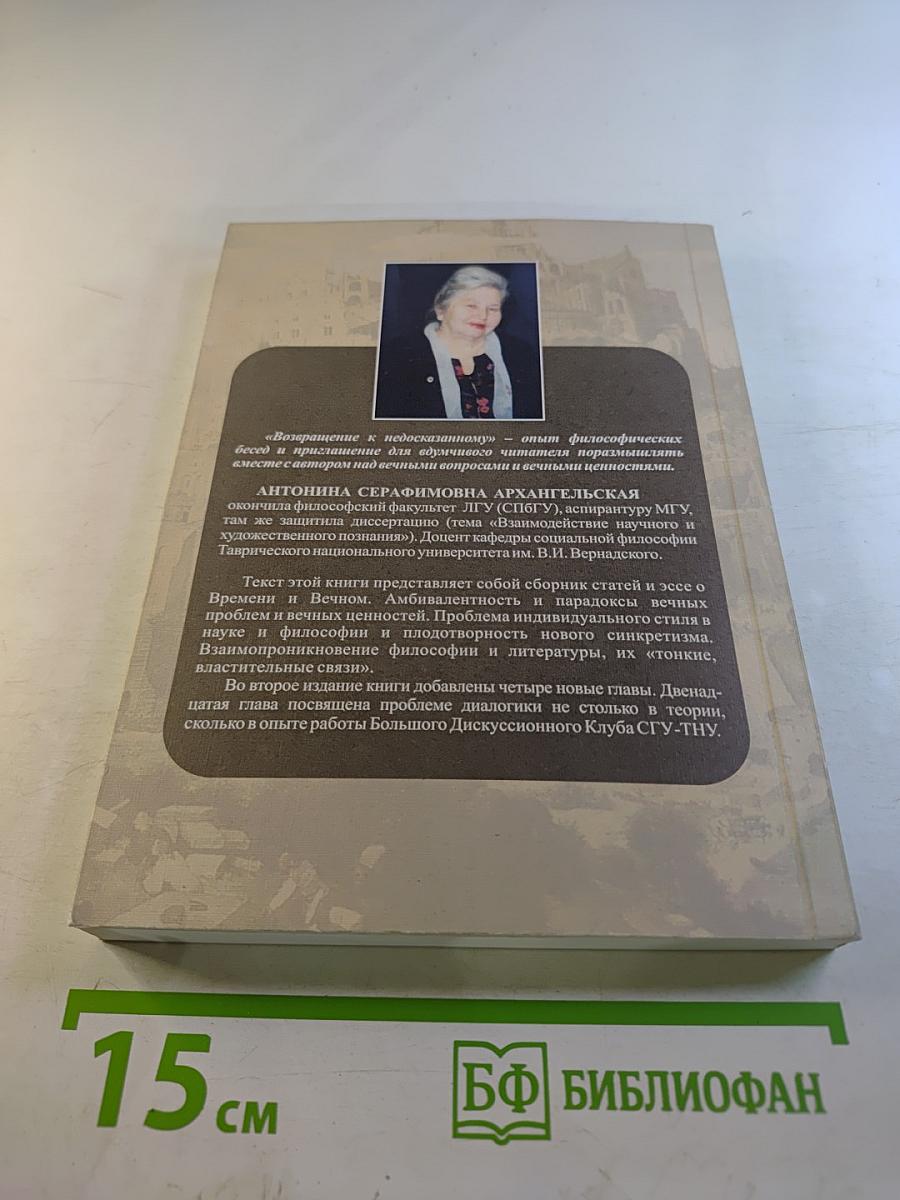 «Возвращение к недосказанному» – опыт философических
бесед и приглашение для вдумчивого читателя поразмышлять
вместе с автором над вечными вопросами и вечными ценностями.
АНТОНИНА СЕРАФИМОВНА АРХАНГЕЛЬСКАЯ
окончила философский факультет ЛГУ (СПбГУ), аспирантуру МГУ,
там же защитила диссертацию (тема «Взаимодействие научного и
художественного познания»). Доцент кафедры социальной философии
Таврического национального университета им. В.И. Вернадского.
Текст этой книги представляет собой сборник статей и эссе о
Времени и Вечном. Амбивалентность и парадоксы вечных
проблем и вечных ценностей. Проблема индивидуального стиля в
науке и философии и плодотворность нового синкретизма.
Взаимопроникновение философии и литературы, их «тонкие,
властительные связи».
Во второе издание книги добавлены четыре новые главы. Двенад-
цатая глава посвящена проблеме диалогики не столько в теории,
сколько в опыте работы Большого Дискуссионного Клуба СГУ-ТНУ.
15 см
БФ БИБЛИОФАН